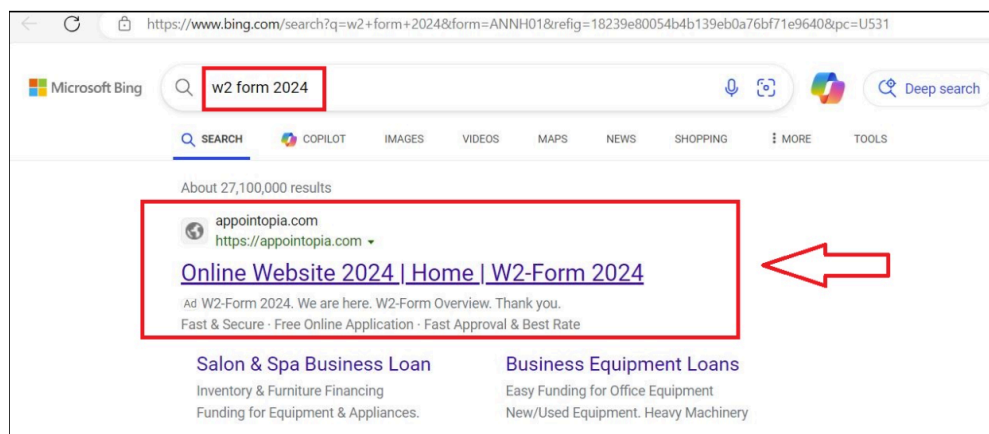 https://www.bing.com/search?q=w2+form+2024&form=ANNH01&refig=18239e80054b4b139eb0a76bf71e9640&pc=U531
Microsoft Bing
w2 form 2024
Deep search
SEARCH COPILOT IMAGES VIDEOS MAPS NEWS SHOPPING MORE TOOLS
About 27,100,000 results
appointopia.com
https://appointopia.com
Online Website 2024 | Home | W2-Form 2024
Ad W2-Form 2024. We are here. W2-Form Overview. Thank you.
Fast & Secure · Free Online Application · Fast Approval & Best Rate
Salon & Spa Business Loan
Inventory & Furniture Financing
Funding for Equipment & Appliances.
Business Equipment Loans
Easy Funding for Office Equipment
New/Used Equipment. Heavy Machinery